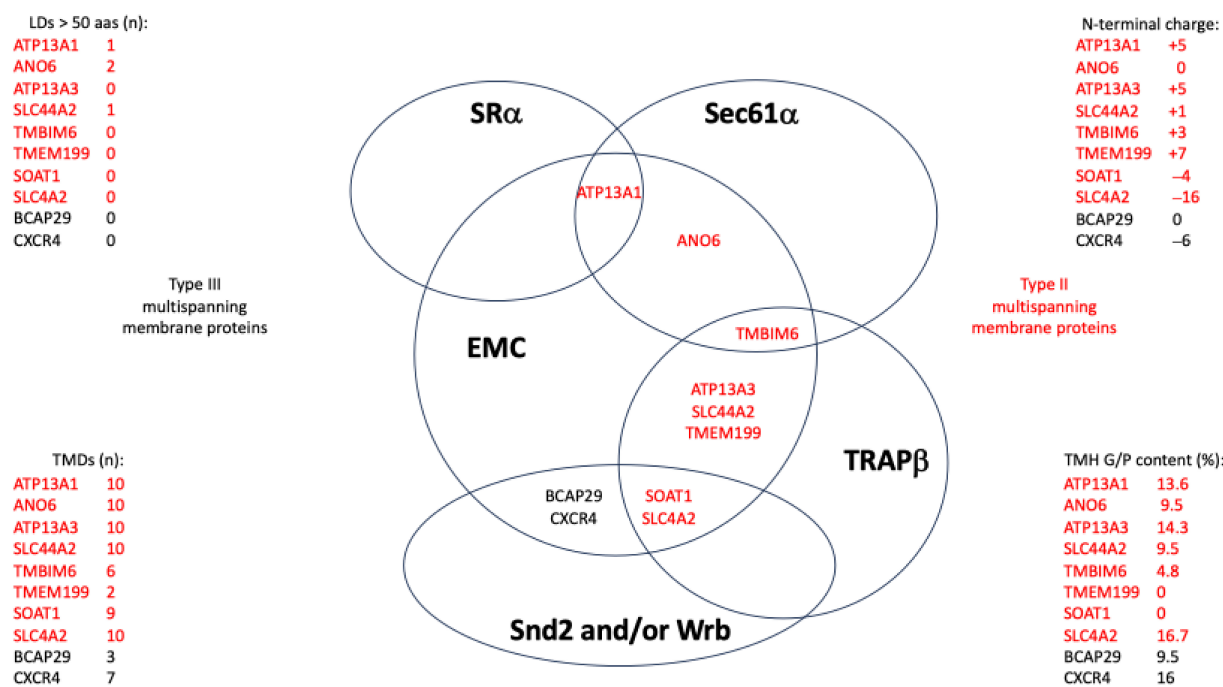 LDs > 50 aas (n):
ATP13A1 1
ANO6 2
ATP13A3 0
SLC44A2 1
TMBIM6 0
TMEM199 0
SOAT1 0
SLC4A2 0
BCAP29 0
CXCR4 0
N-terminal charge:
ATP13A1 +5
ANO6 0
ATP13A3 +5
SLC44A2 +1
TMBIM6 +3
TMEM199 +7
SOAT1 –4
SLC4A2 –16
BCAP29 0
CXCR4 –6
SRα
Sec61α
ATP13A1
ANO6
Type III
multispanning
membrane proteins
Type II
multispanning
membrane proteins
EMC
TMBIM6
ATP13A3
SLC44A2
TMEM199
TRAPβ
BCAP29
CXCR4
SOAT1
SLC4A2
Snd2 and/or Wrb
TMDs (n):
ATP13A1 10
ANO6 10
ATP13A3 10
SLC44A2 10
TMBIM6 6
TMEM199 2
SOAT1 9
SLC4A2 10
BCAP29 3
CXCR4 7
TMH G/P content (%):
ATP13A1 13.6
ANO6 9.5
ATP13A3 14.3
SLC44A2 9.5
TMBIM6 4.8
TMEM199 0
SOAT1 0
SLC4A2 16.7
BCAP29 9.5
CXCR4 16